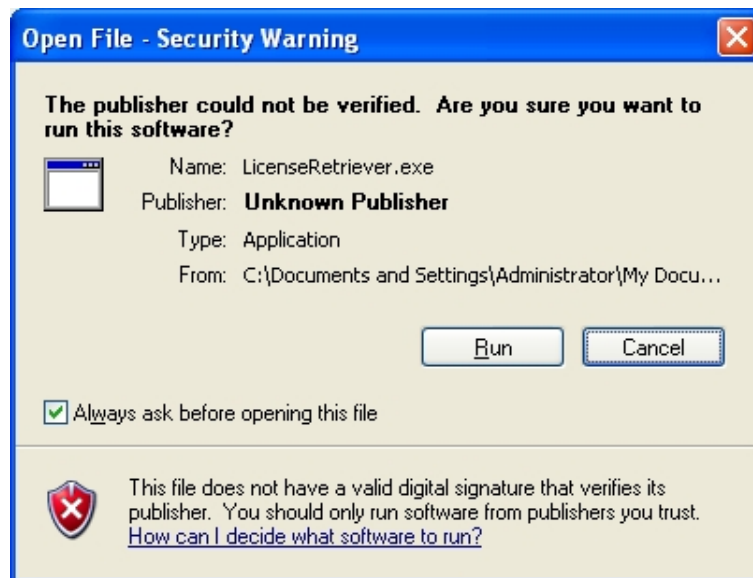 Open File - Security Warning
The publisher could not be verified.  Are you sure you want to
run this software?
Name: LicenseRetriever.exe
Publisher: Unknown Publisher
Type: Application
From: C:\Documents and Settings\Administrator\My Docu...
Run Cancel
Always ask before opening this file
This file does not have a valid digital signature that verifies its
publisher.  You should only run software from publishers you trust.
How can I decide what software to run?